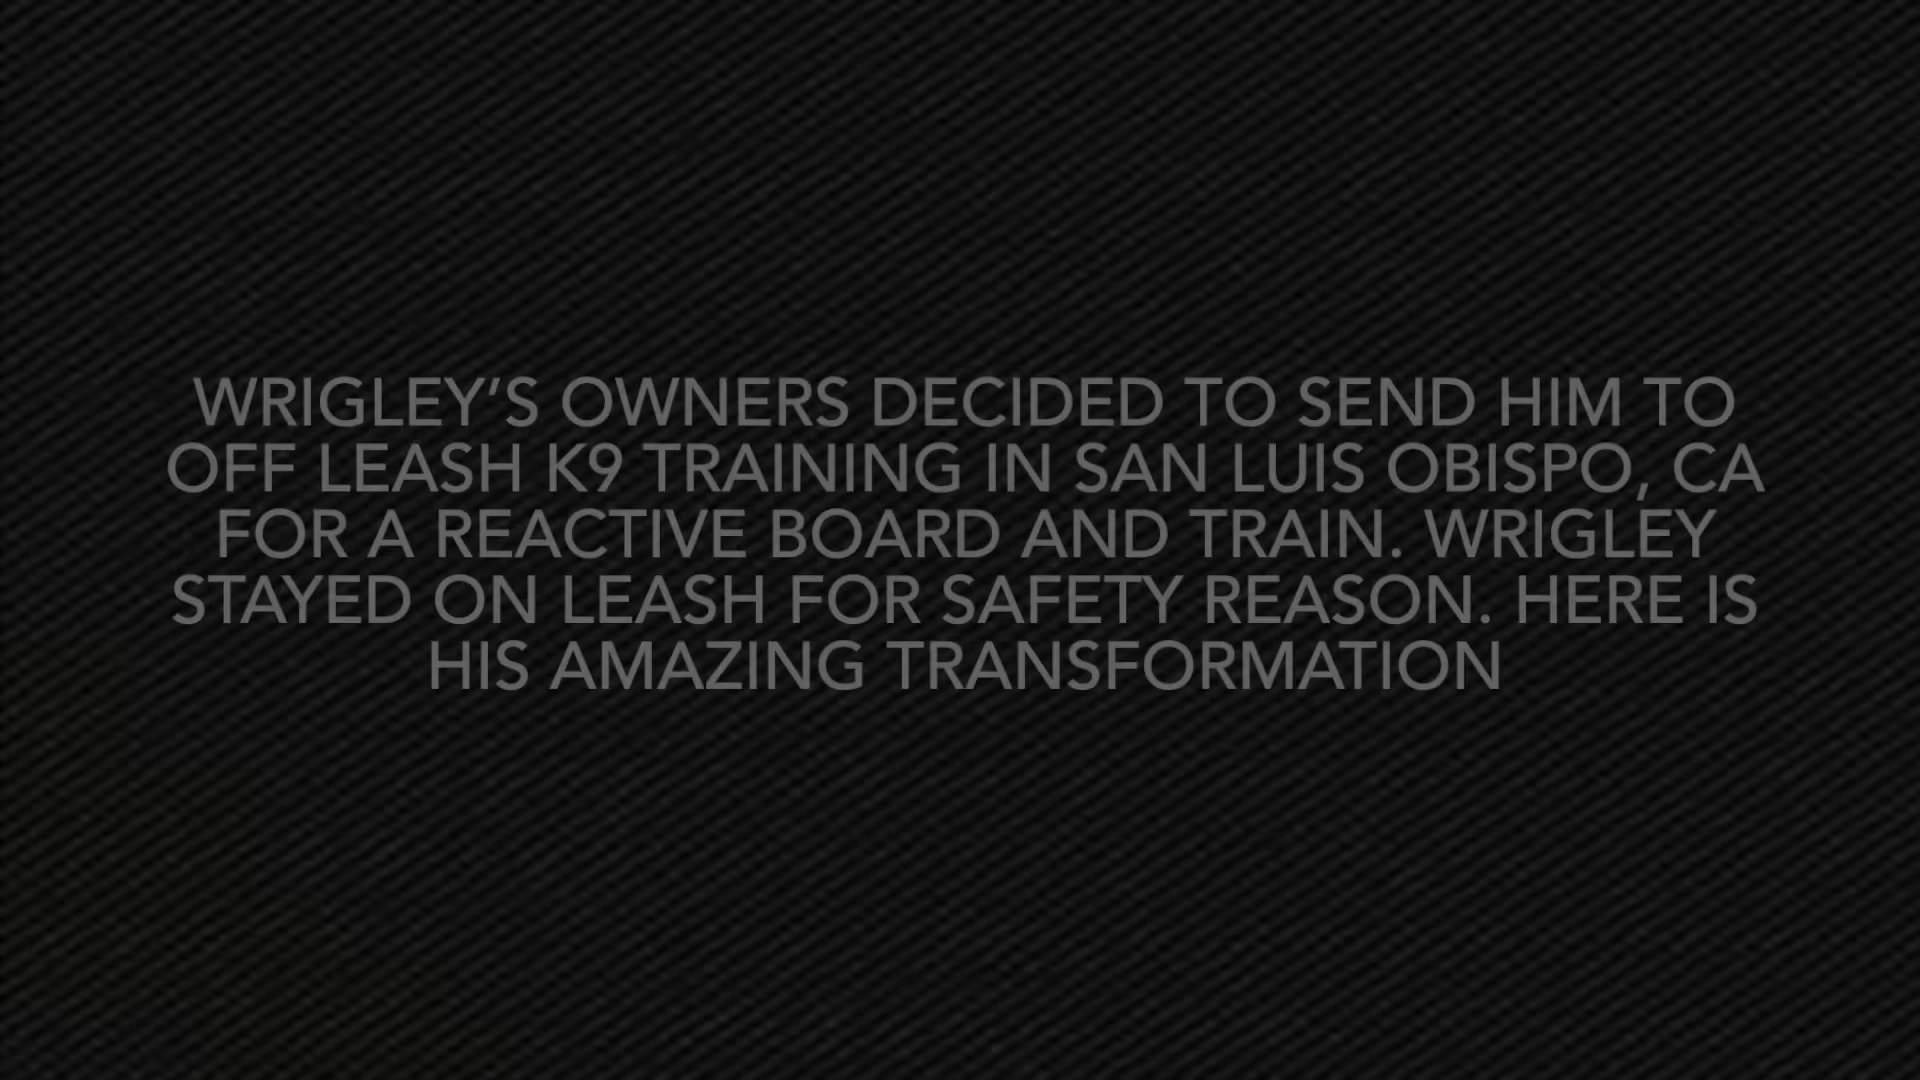 WRIGLEY’S OWNERS DECIDED TO SEND HIM TO
OFF LEASH K9 TRAINING IN SAN LUIS OBISPO, CA
FOR A REACTIVE BOARD AND TRAIN. WRIGLEY
STAYED ON LEASH FOR SAFETY REASON. HERE IS
HIS AMAZING TRANSFORMATION